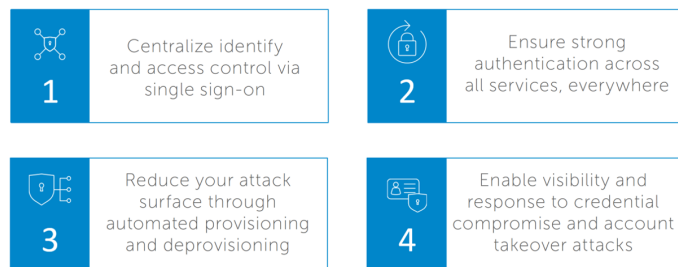 1
Centralize identify
and access control via
single sign-on
2
Ensure strong
authentication across
all services, everywhere
3
Reduce your attack
surface through
automated provisioning
and deprovisioning
4
Enable visibility and
response to credential
compromise and account
takeover attacks